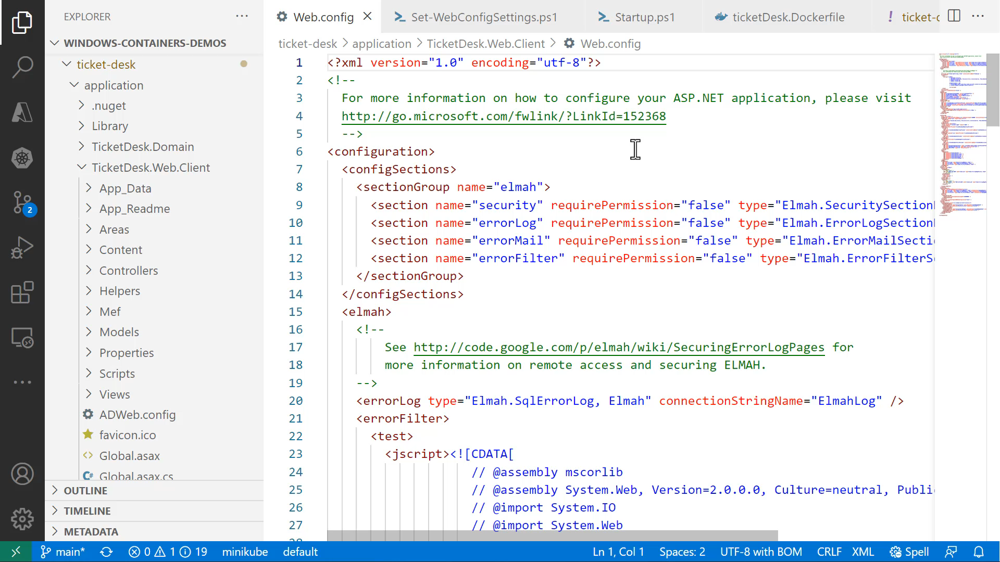 EXPLORER
WINDOWS-CONTAINERS-DEMOS
ticket-desk
application
.nuget
Library
TicketDesk.Domain
TicketDesk.Web.Client
App_Data
App_Readme
Areas
Content
Controllers
Helpers
Mef
Models
Properties
Scripts
Views
ADWeb.config
favicon.ico
Global.asax
Global.asax.cs
OUTLINE
TIMELINE
METADATA
2
Web.config Set-WebConfigSettings.ps1 Startup.ps1 ticketDesk.Dockerfile ! ticket-
ticket-desk > application > TicketDesk.Web.Client > Web.config
1 <?xml version="1.0" encoding="utf-8"?>
2 <!--
3 For more information on how to configure your ASP.NET application, please visit
4 http://go.microsoft.com/fwlink/?LinkId=152368
5 -->
6 <configuration>
7 <configSections>
8 <sectionGroup name="elmah">
9 <section name="security" requirePermission="false" type="Elmah.SecuritySection
10 <section name="errorLog" requirePermission="false" type="Elmah.ErrorLogSection
11 <section name="errorMail" requirePermission="false" type="Elmah.ErrorMailSecti
12 <section name="errorFilter" requirePermission="false" type="Elmah.ErrorFilterS
13 </sectionGroup>
14 </configSections>
15 <elmah>
16 <!--
17 See http://code.google.com/p/elmah/wiki/SecuringErrorLogPages for
18 more information on remote access and securing ELMAH.
19 -->
20 <errorLog type="Elmah.SqlErrorLog, Elmah" connectionStringName="ElmahLog" />
21 <errorFilter>
22 <test>
23 <jscript><![CDATA[
24 // @assembly mscorlib
25 // @assembly System.Web, Version=2.0.0.0, Culture=neutral, Publi
26 // @import System.IO
27 // @import System.Web
main* 0 1 19 minikube default Ln 1, Col 1 Spaces: 2 UTF-8 with BOM CRLF XML Spell